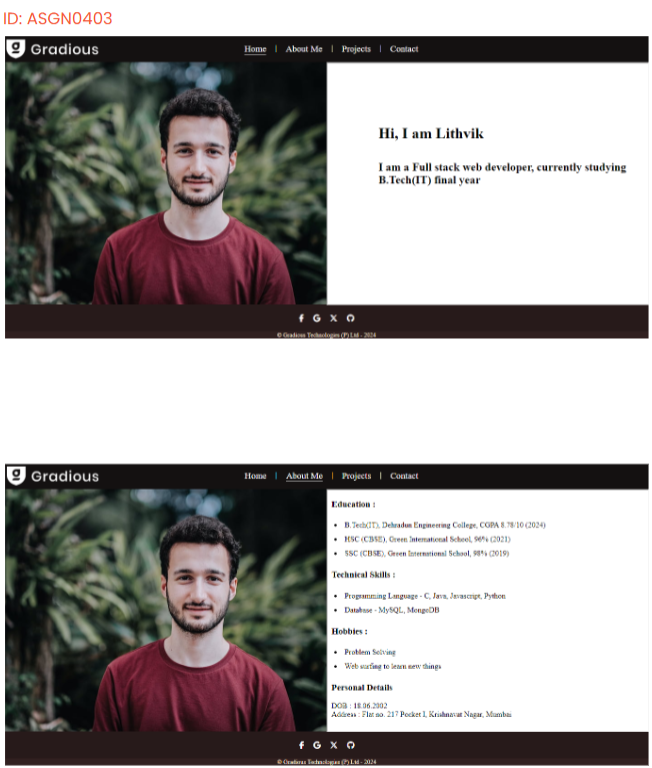 ID: ASGN0403
Gradious
Home | About Me | Projects | Contact
Hi, I am Lithvik
I am a Full stack web developer, currently studying
B.Tech(IT) final year
© Gradious Technologies (P) Ltd - 2024
Gradious
Home | About Me | Projects | Contact
Education :
B.Tech(IT), Dehradun Engineering College, CGPA 8.78/10 (2024)
HSC (CBSE), Green International School, 96% (2021)
SSC (CBSE), Green International School, 98% (2019)
Technical Skills :
Programming Language - C, Java, Javascript, Python
Database - MySQL, MongoDB
Hobbies :
Problem Solving
Web surfing to learn new things
Personal Details
DOB : 18.06.2002
Address : Flat no. 217 Pocket I, Krishnavat Nagar, Mumbai
© Gradious Technologies (P) Ltd - 2024